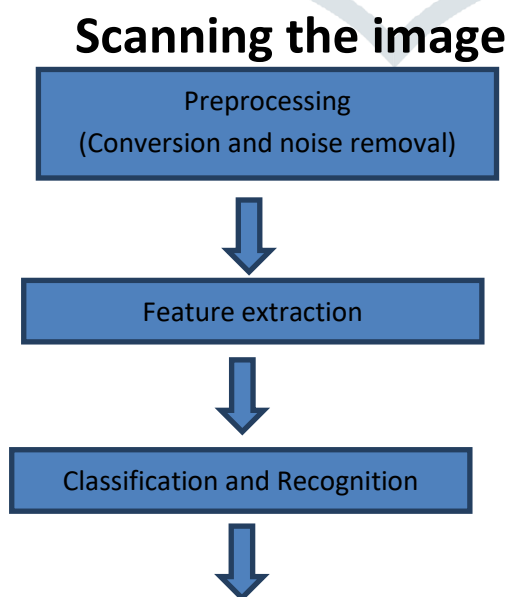 Scanning the image
Preprocessing
(Conversion and noise removal)
Feature extraction
Classification and Recognition